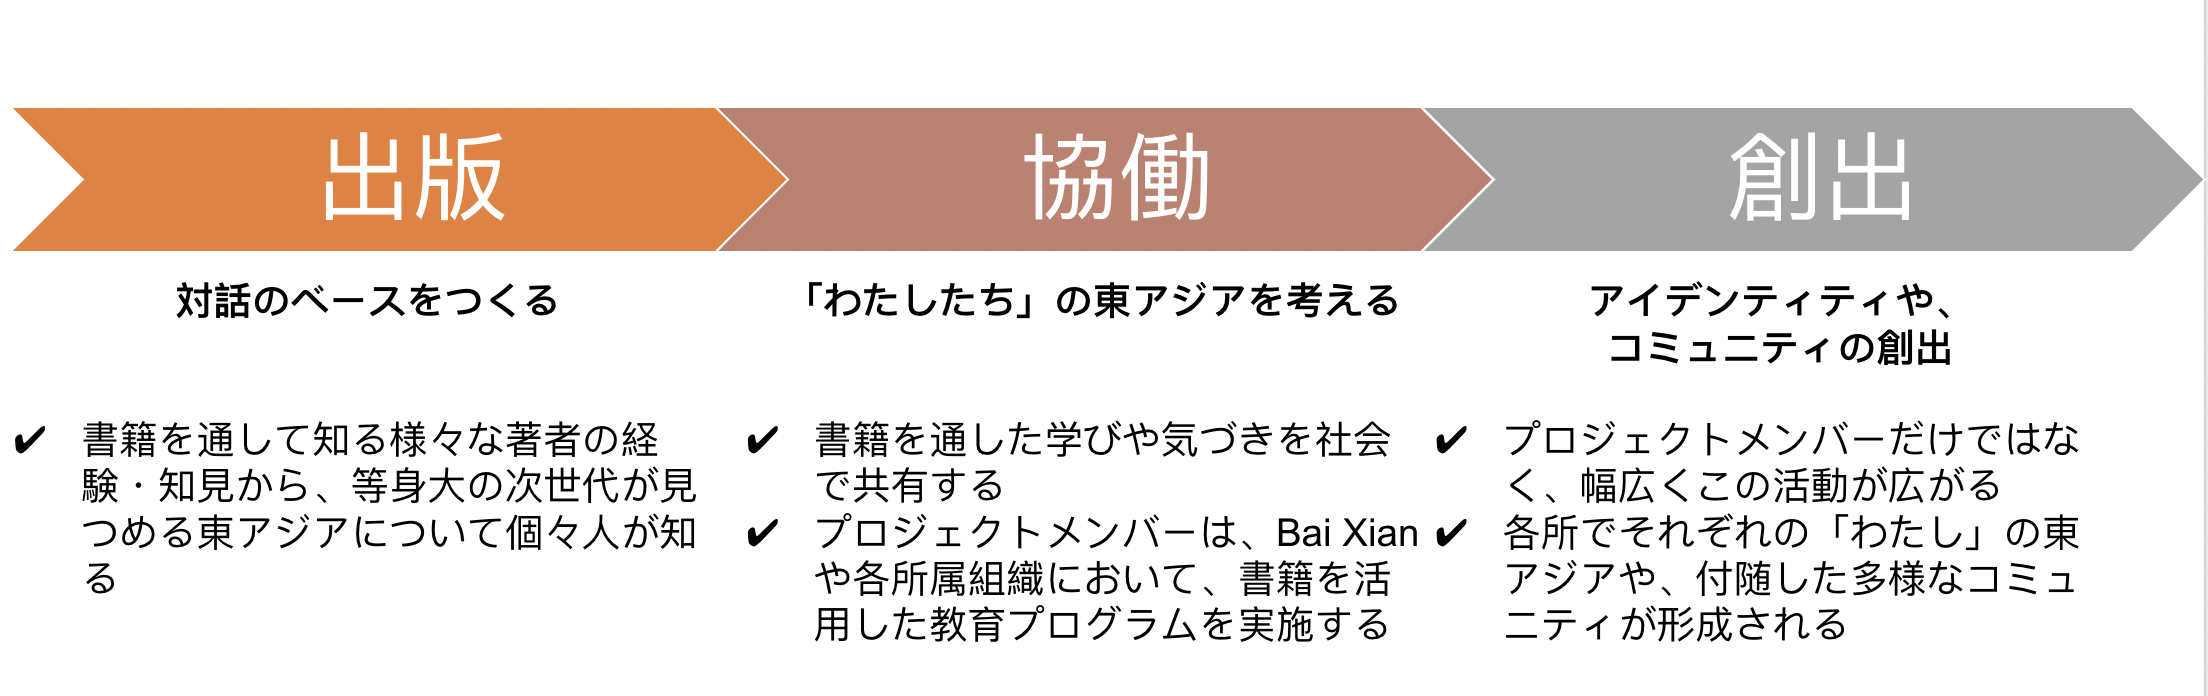 出版
協働
創出
対話のベースをつくる
「わたしたち」の東アジアを考える
アイデンティティや、
コミュニティの創出
✔ 書籍を通して知る様々な著者の経
験・知見から、等身大の次世代が見
つめる東アジアについて個々人が知
る
✔ 書籍を通した学びや気づきを社会
で共有する
✔ プロジェクトメンバーは、Bai Xian
や各所属組織において、書籍を活
用した教育プログラムを実施する
✔ プロジェクトメンバーだけではな
く、幅広くこの活動が広がる
✔ 各所でそれぞれの「わたし」の東
アジアや、付随した多様なコミュ
ニティが形成される